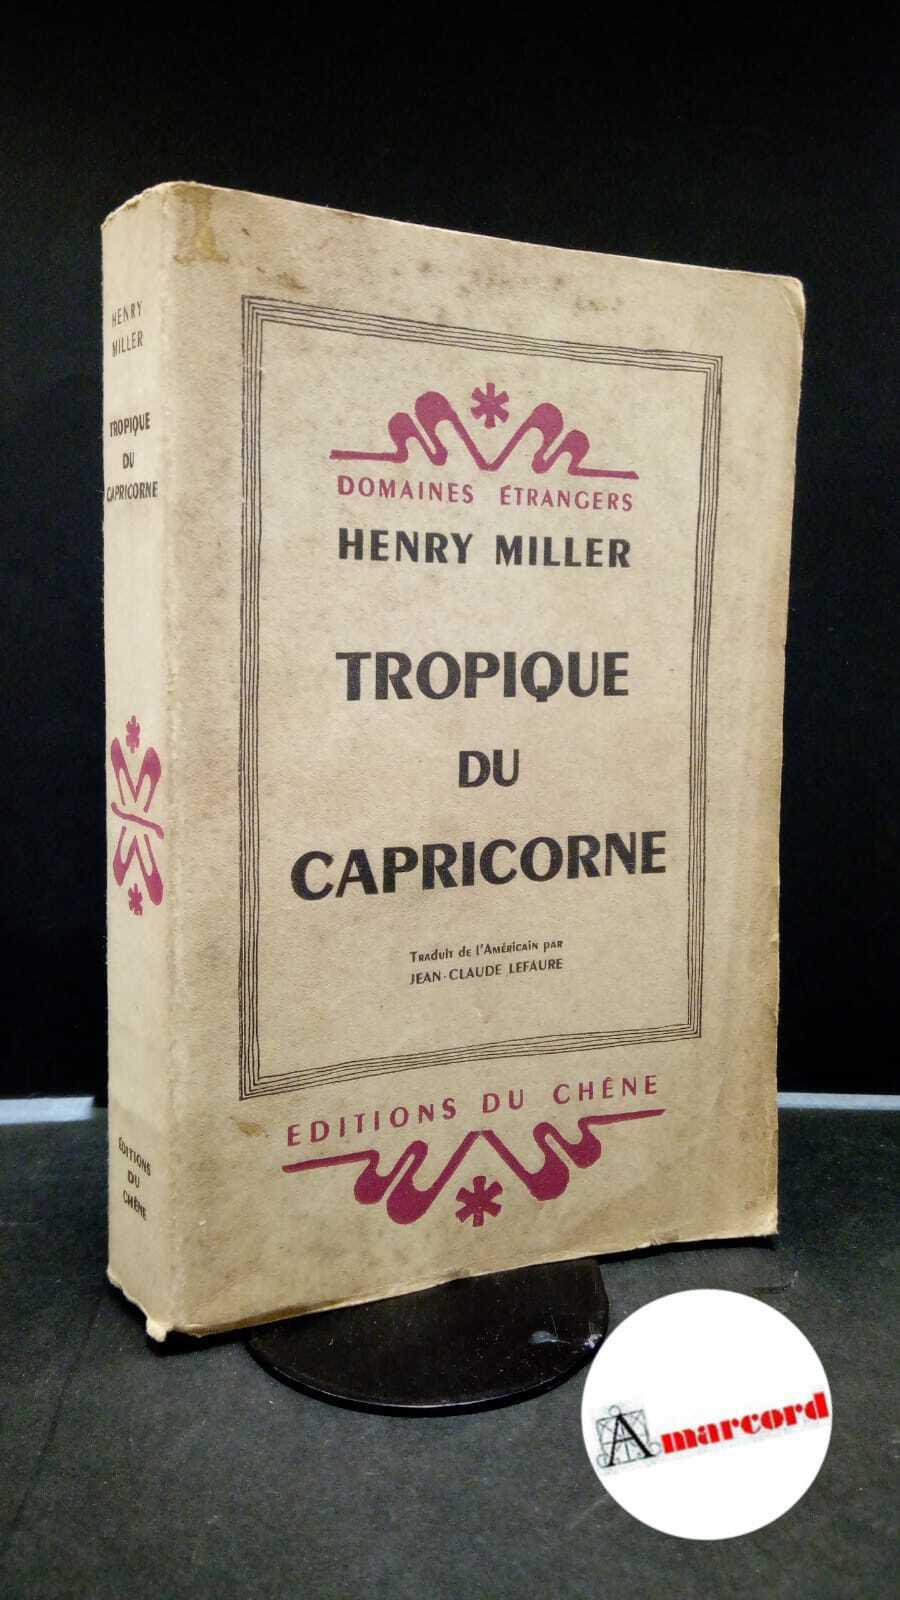 HENRY
MILLER
TROPIQUE
DU
CAPRICORNE
ÉDITIONS
DU
CHÊNE
DOMAINES ÉTRANGERS
HENRY MILLER
TROPIQUE
DU
CAPRICORNE
Traduit de l'Américain par
JEAN-CLAUDE LEFAURE
EDITIONS DU CHÊNE
Amarcord